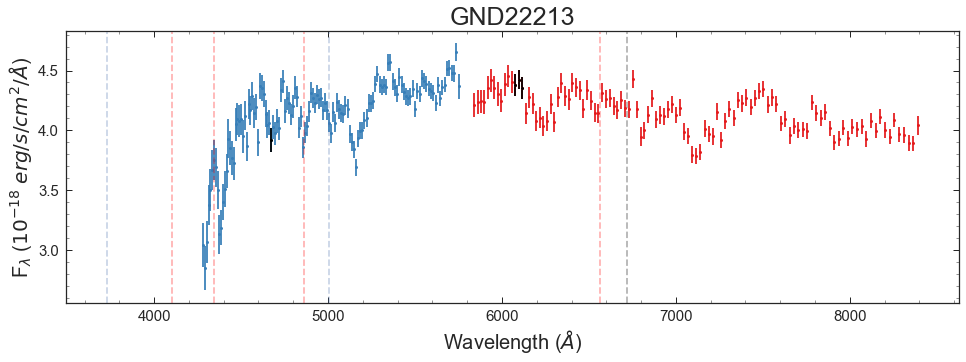 GND22213
F_λ (10^{-18} erg/s/cm^2/Å)
4.5
4.0
3.5
3.0
4000 5000 6000 7000 8000
Wavelength (Å)